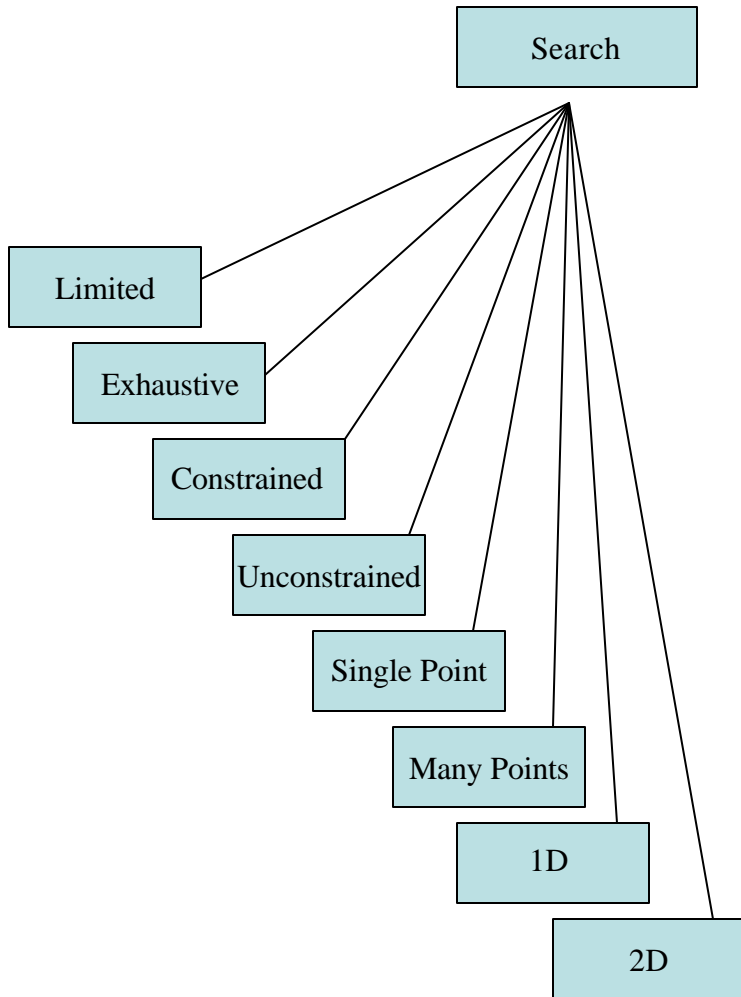 Search
Limited
Exhaustive
Constrained
Unconstrained
Single Point
Many Points
1D
2D